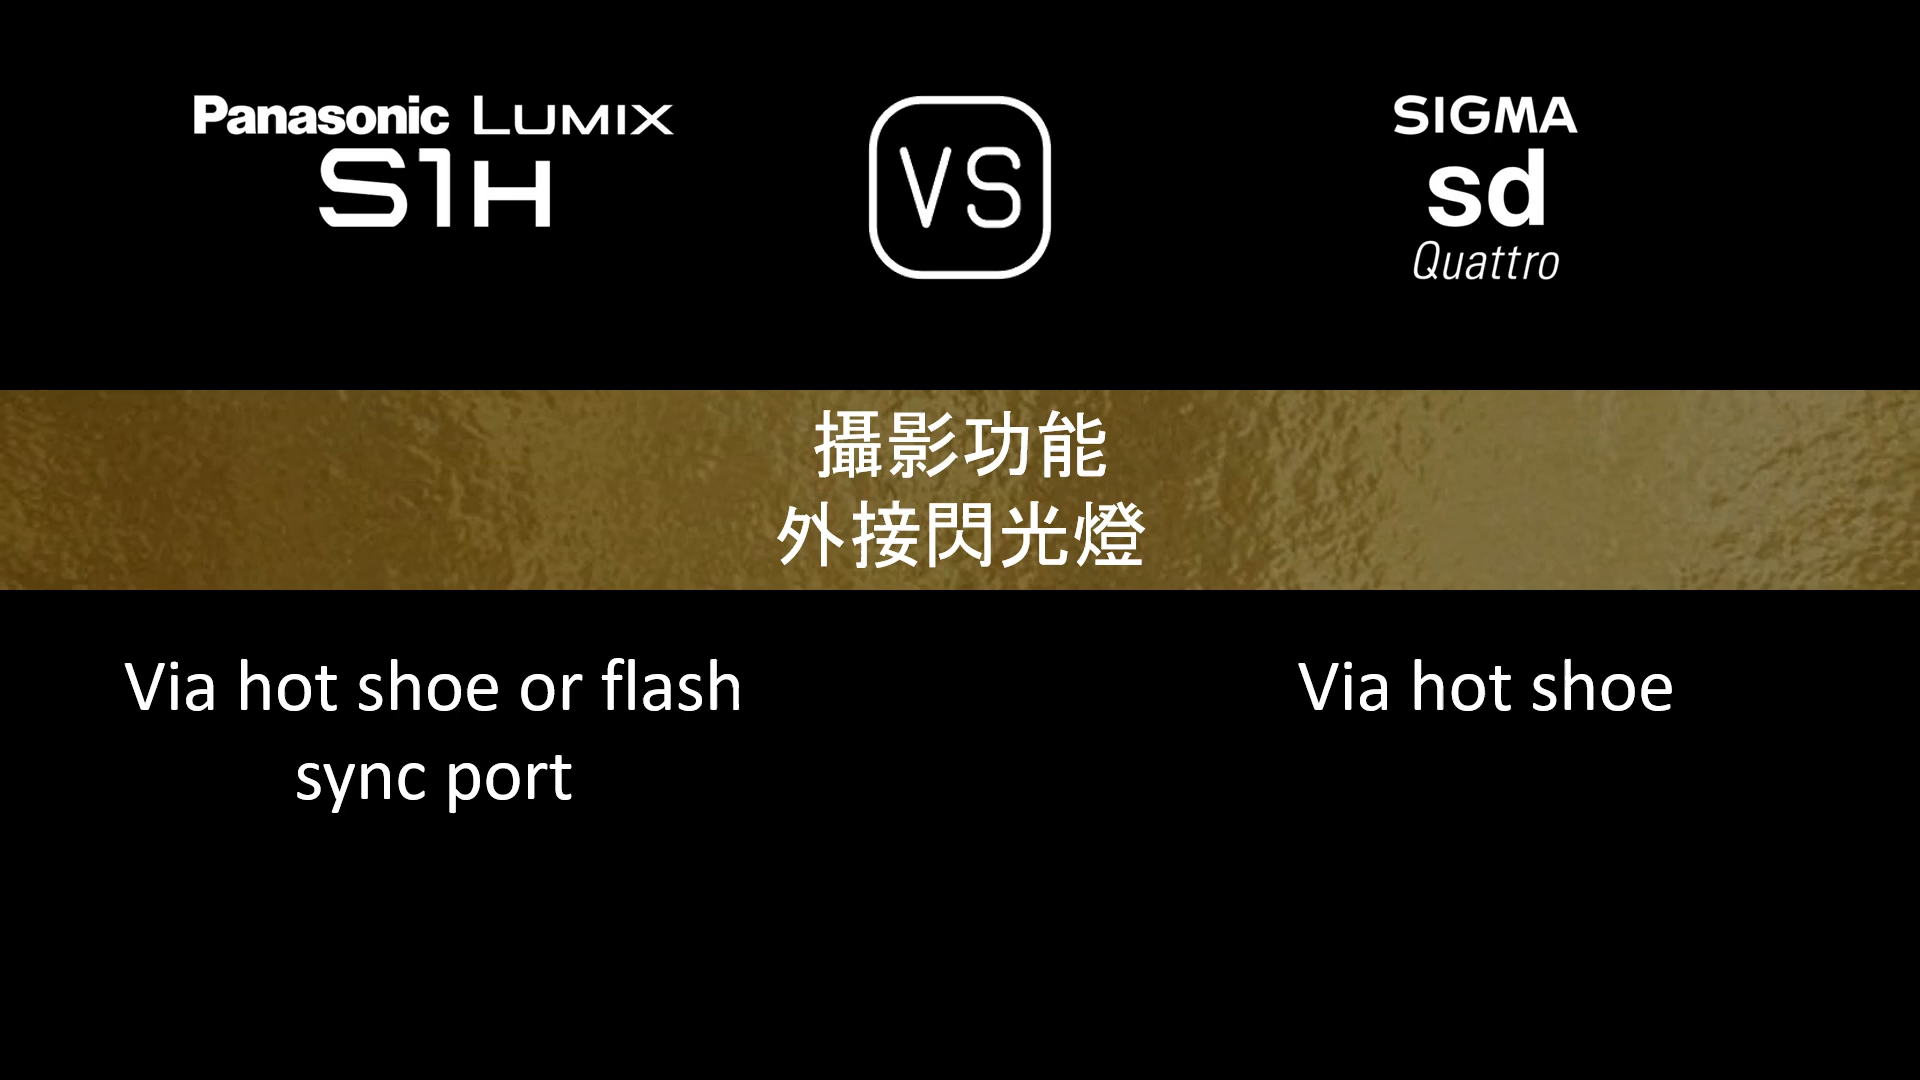 Panasonic LUMIX
S1H
VS
SIGMA
sd
Quattro
攝影功能
外接閃光燈
Via hot shoe or flash
sync port
Via hot shoe